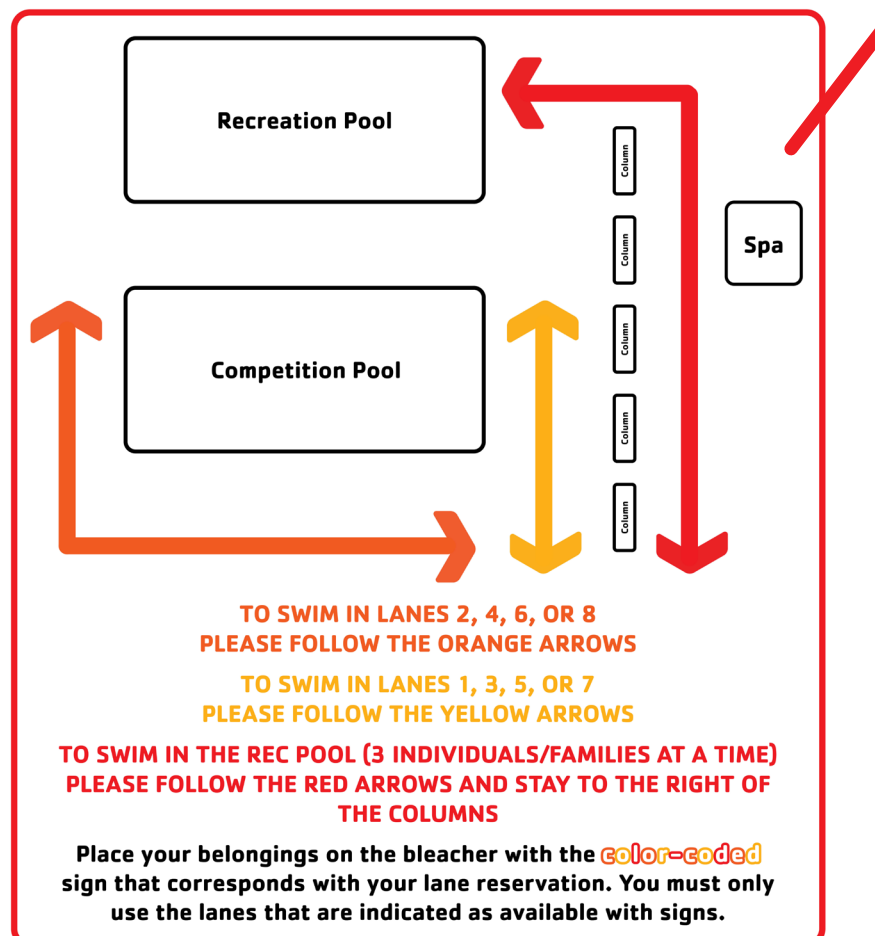 Recreation Pool
Column
Column
Spa
Column
Competition Pool
Column
Column
TO SWIM IN LANES 2, 4, 6, OR 8
PLEASE FOLLOW THE ORANGE ARROWS
TO SWIM IN LANES 1, 3, 5, OR 7
PLEASE FOLLOW THE YELLOW ARROWS
TO SWIM IN THE REC POOL (3 INDIVIDUALS/FAMILIES AT A TIME)
PLEASE FOLLOW THE RED ARROWS AND STAY TO THE RIGHT OF
THE COLUMNS
Place your belongings on the bleacher with the color-coded
sign that corresponds with your lane reservation. You must only
use the lanes that are indicated as available with signs.